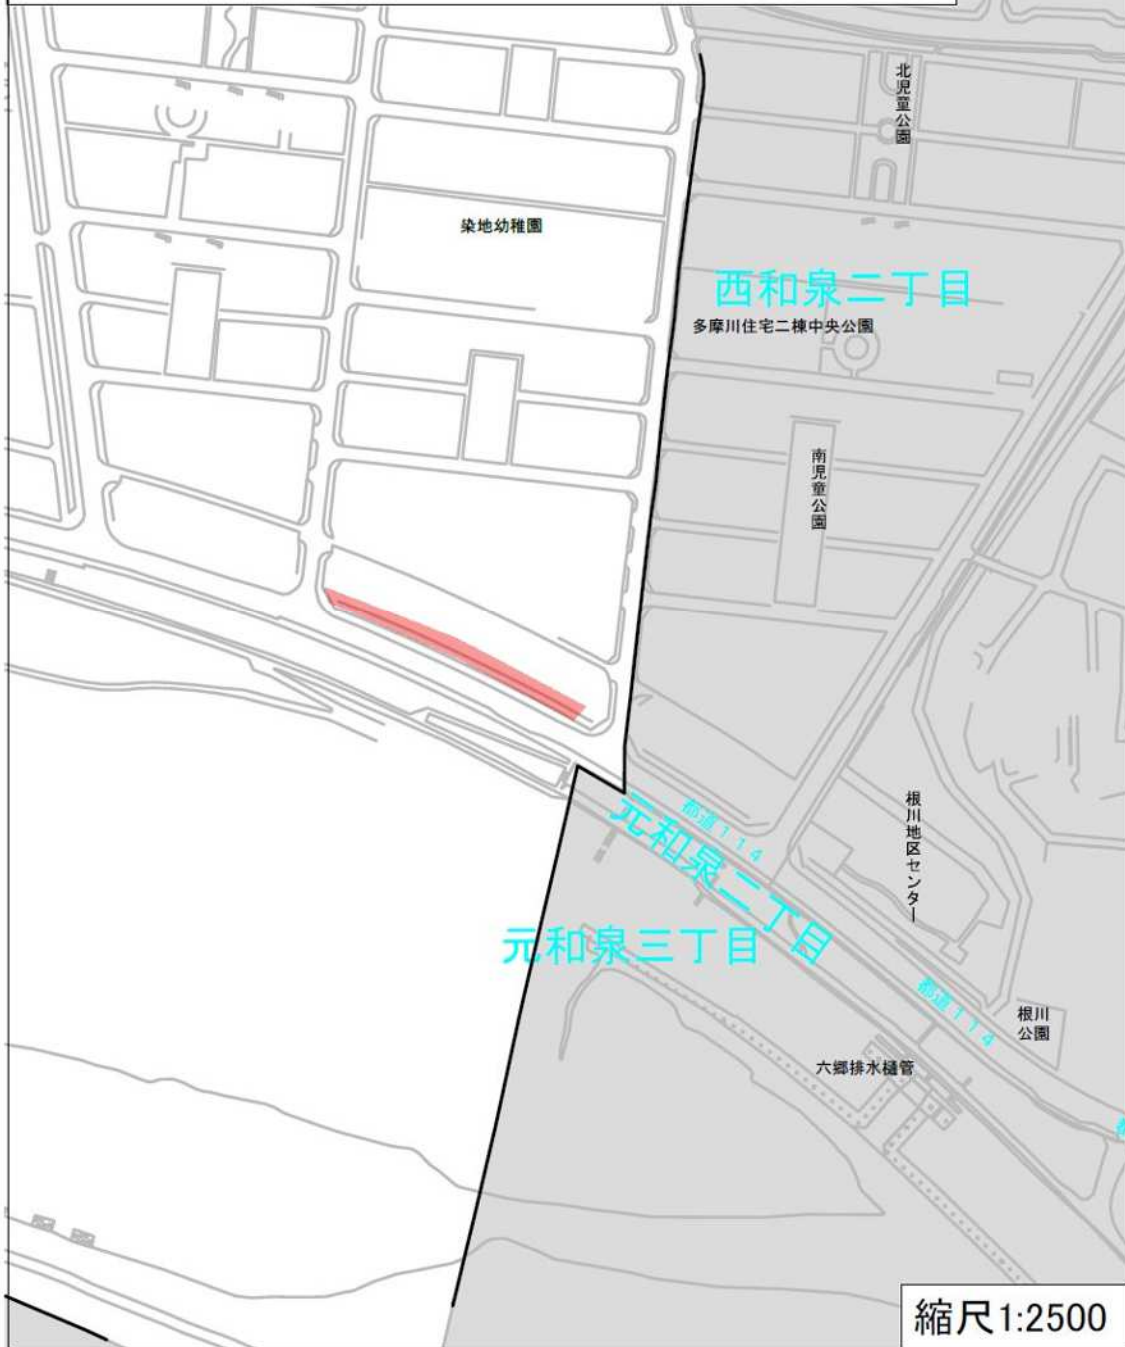 北児童公園
染地幼稚園
西和泉二丁目
多摩川住宅二棟中央公園
南児童公園
根川地区センター
都道114
元和泉二丁目
元和泉三丁目
都道114
根川
公園
六郷排水樋管
縮尺1:2500